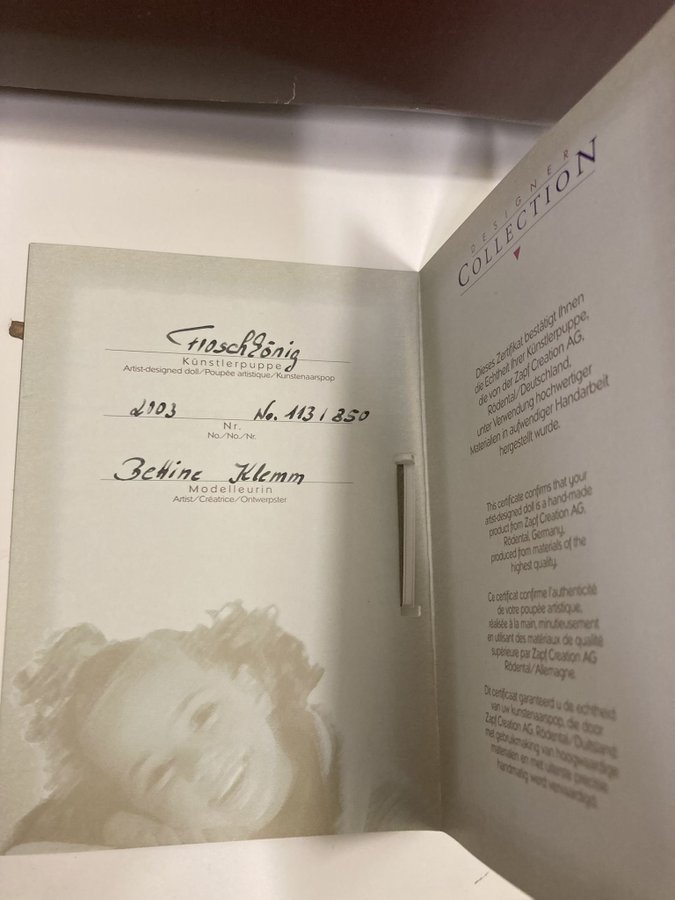 Froschkönig
Künstlerpuppe
Artist-designed doll/Poupée artistique/Kunstenaarspop
2003 No. 113/850
Nr.
No./No./Nr.
Bettine Klemm
Modelleurin
Artist/Créatrice/Ontwerpster
DESIGNER
COLLECTION
Dieses Zertifikat bestätigt Ihnen
die Echtheit Ihrer Künstlerpuppe,
die von der Zapf Creation AG,
Rödental/Deutschland,
unter Verwendung hochwertiger
Materialien in aufwendiger Handarbeit
hergestellt wurde.
This certificate confirms that your
artist-designed doll is a hand-made
product from Zapf Creation AG,
Rödental, Germany,
produced from materials of the
highest quality.
Ce certificat confirme l'authenticité
de votre poupée artistique,
réalisée à la main, minutieusement
en utilisant des matériaux de qualité
supérieure par Zapf Creation AG
Rödental/Allemagne.
Dit certificaat garandeerd u de echtheid
van uw kunstenaarspop, die door
Zapf Creation AG, Rödental/Duitsland
met gebruikmaking van hoogwaardige
materialen en met uiterste precisie
handmatig werd vervaardigd.